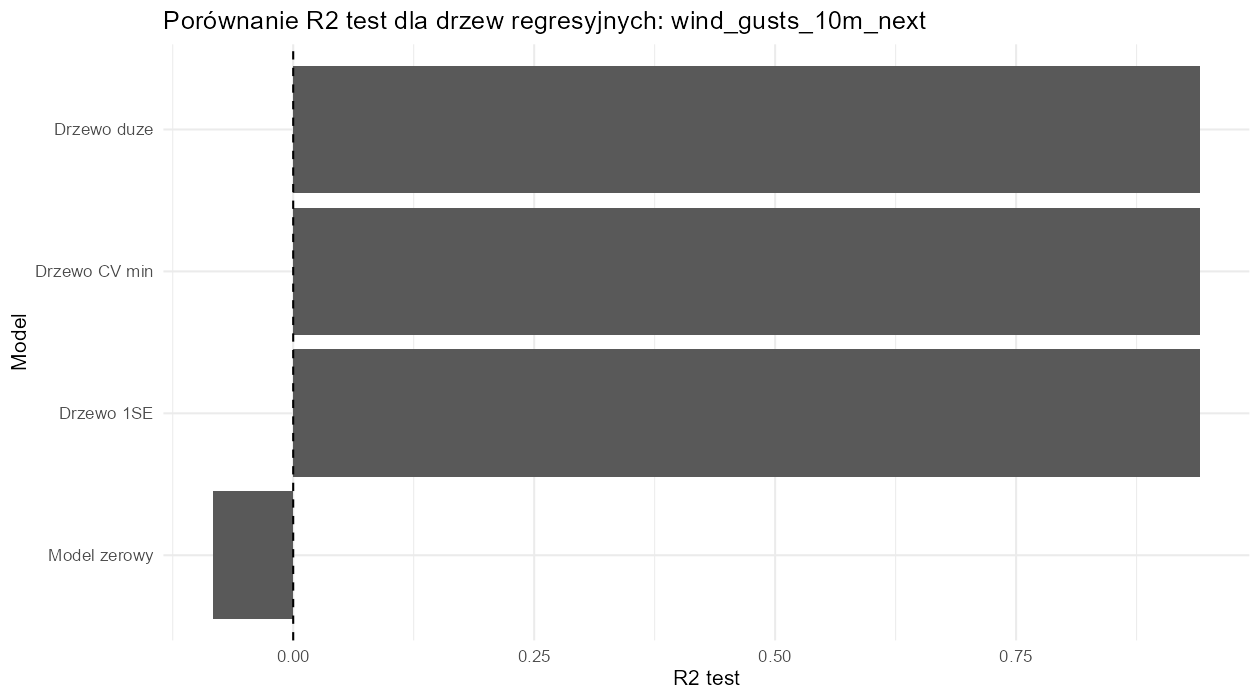 Porównanie R2 test dla drzew regresyjnych: wind_gusts_10m_next
Model
Drzewo duze
Drzewo CV min
Drzewo 1SE
Model zerowy
0.00 0.25 0.50 0.75
R2 test